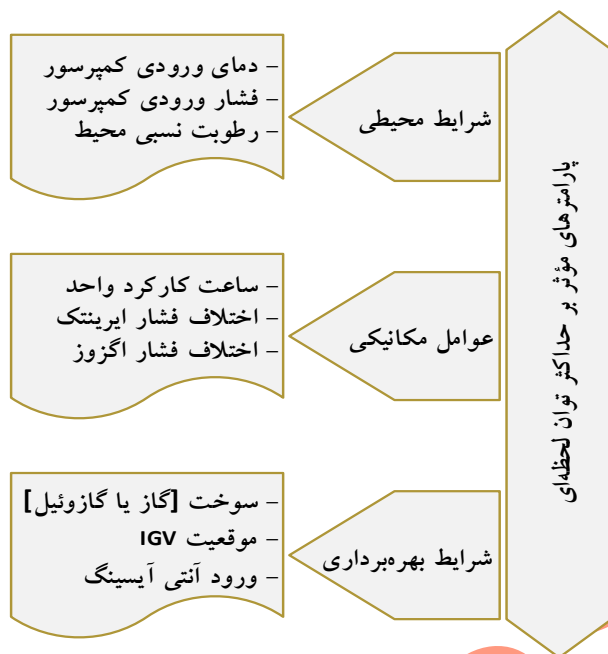 پارامترهای مؤثر بر حداکثر توان لحظه‌ای
شرایط محیطی
– دمای ورودی کمپرسور
– فشار ورودی کمپرسور
– رطوبت نسبی محیط
عوامل مکانیکی
– ساعت کارکرد واحد
– اختلاف فشار ایرینتک
– اختلاف فشار اگزوز
شرایط بهره‌برداری
– سوخت [گاز یا گازوئیل]
– موقعیت IGV
– ورود آنتی آیسینگ